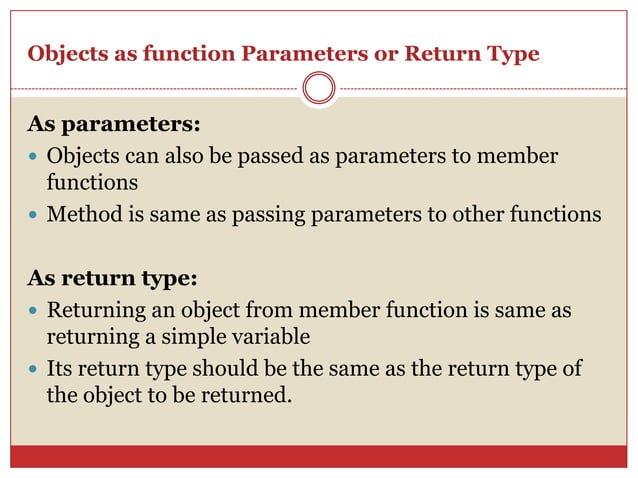 Objects as function Parameters or Return Type
As parameters:
• Objects can also be passed as parameters to member
functions
• Method is same as passing parameters to other functions
As return type:
• Returning an object from member function is same as
returning a simple variable
• Its return type should be the same as the return type of
the object to be returned.